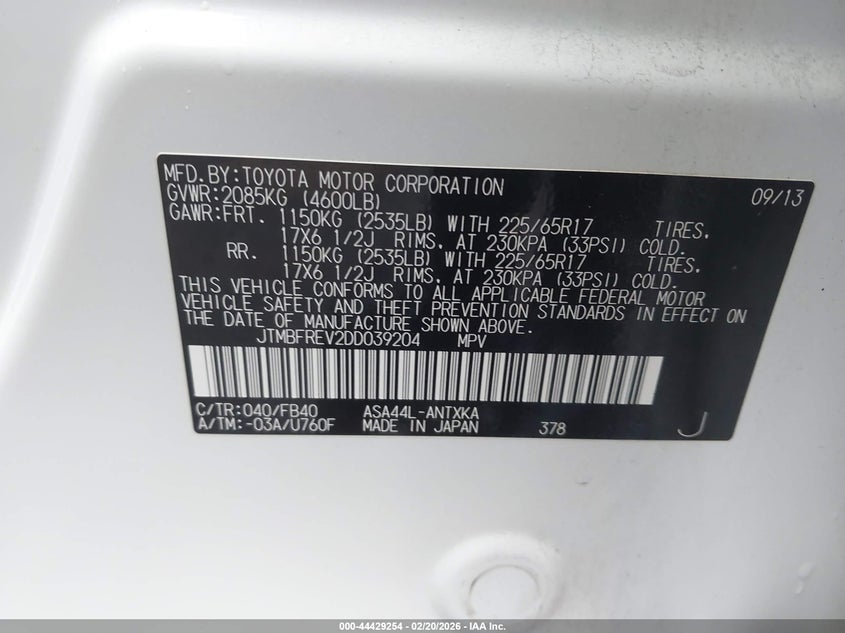 MFD.BY:TOYOTA MOTOR CORPORATION 09/13
GVWR:2085KG (4600LB)
GAWR:FRT. 1150KG (2535LB) WITH 225/65R17 TIRES,
17X6 1/2J RIMS, AT 230KPA (33PSI) COLD.
RR. 1150KG (2535LB) WITH 225/65R17 TIRES,
17X6 1/2J RIMS, AT 230KPA (33PSI) COLD.
THIS VEHICLE CONFORMS TO ALL APPLICABLE FEDERAL MOTOR
VEHICLE SAFETY AND THEFT PREVENTION STANDARDS IN EFFECT ON
THE DATE OF MANUFACTURE SHOWN ABOVE.
JTMBFREV2DD039204 MPV
C/TR:040/FB40 ASA44L-ANTXKA
A/TM:-03A/U760F MADE IN JAPAN 378 J
000-44429254 - 02/20/2026 - IAA Inc.